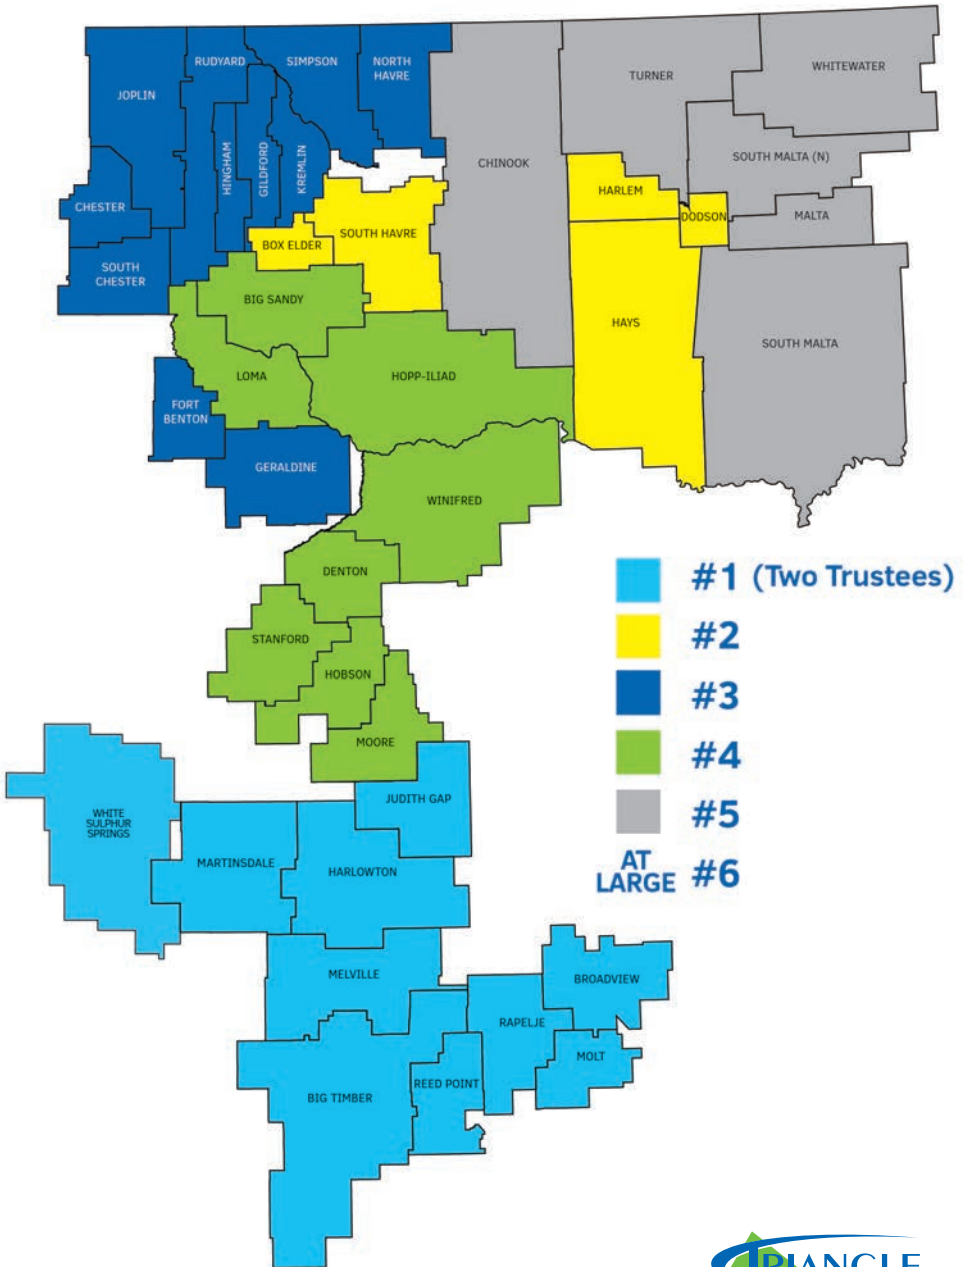 JOPLIN
RUDYARD
SIMPSON
NORTH
HAVRE
CHINOOK
TURNER
WHITEWATER
HINGHAM
GILDFORD
KREMLIN
SOUTH MALTA (N)
CHESTER
HARLEM
DODSON
MALTA
BOX ELDER
SOUTH HAVRE
SOUTH
CHESTER
BIG SANDY
HAYS
SOUTH MALTA
LOMA
HOPP-ILIAD
FORT
BENTON
GERALDINE
WINIFRED
DENTON
STANFORD
HOBSON
MOORE
#1 (Two Trustees)
#2
#3
#4
#5
AT
LARGE #6
JUDITH GAP
WHITE
SULPHUR
SPRINGS
MARTINSDALE
HARLOWTON
MELVILLE
BROADVIEW
RAPELJE
MOLT
REED POINT
BIG TIMBER
TRIANGLE